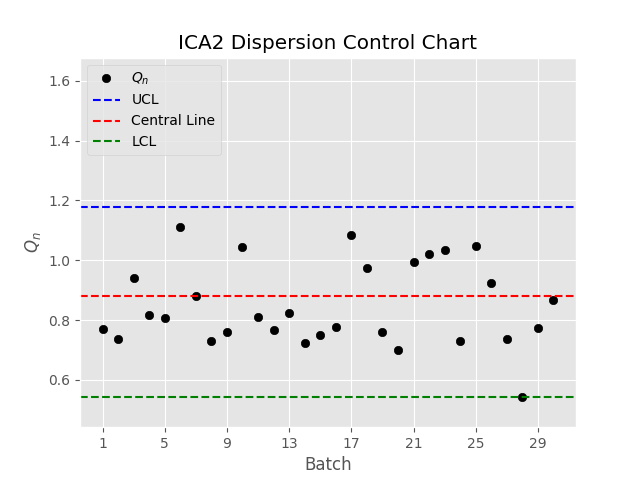 ICA2 Dispersion Control Chart
Qn
UCL
Central Line
LCL
1.6
1.4
1.2
1.0
0.8
0.6
Qn
1 5 9 13 17 21 25 29
Batch